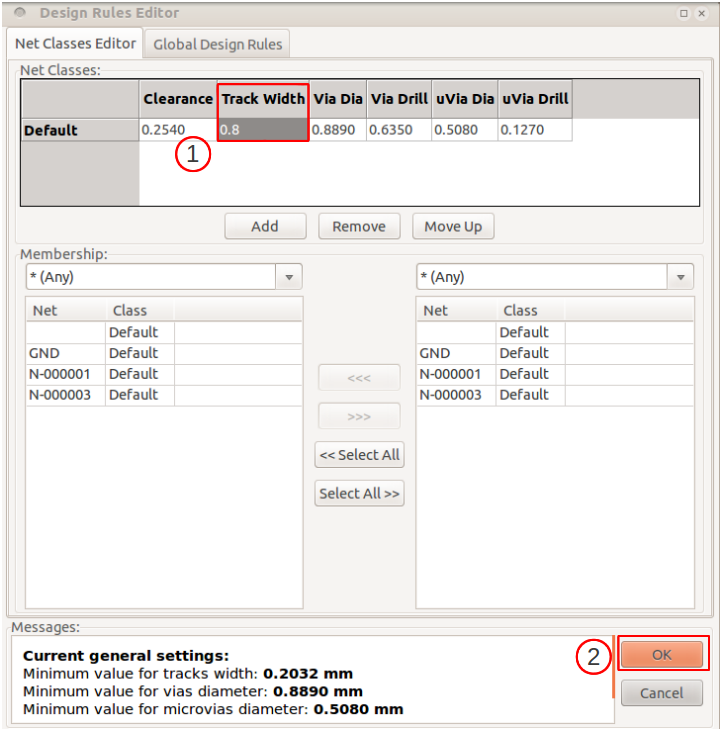 Design Rules Editor
Net Classes Editor Global Design Rules
Net Classes:
Clearance Track Width Via Dia Via Drill uVia Dia uVia Drill
Default 0.2540 0.8 0.8890 0.6350 0.5080 0.1270
1
Add Remove Move Up
Membership:
* (Any) * (Any)
Net Class Net Class
Default Default
GND Default GND Default
N-000001 Default <<< N-000001 Default
N-000003 Default N-000003 Default
>>>
<< Select All
Select All >>
Messages:
Current general settings: 2 OK
Minimum value for tracks width: 0.2032 mm
Minimum value for vias diameter: 0.8890 mm Cancel
Minimum value for microvias diameter: 0.5080 mm